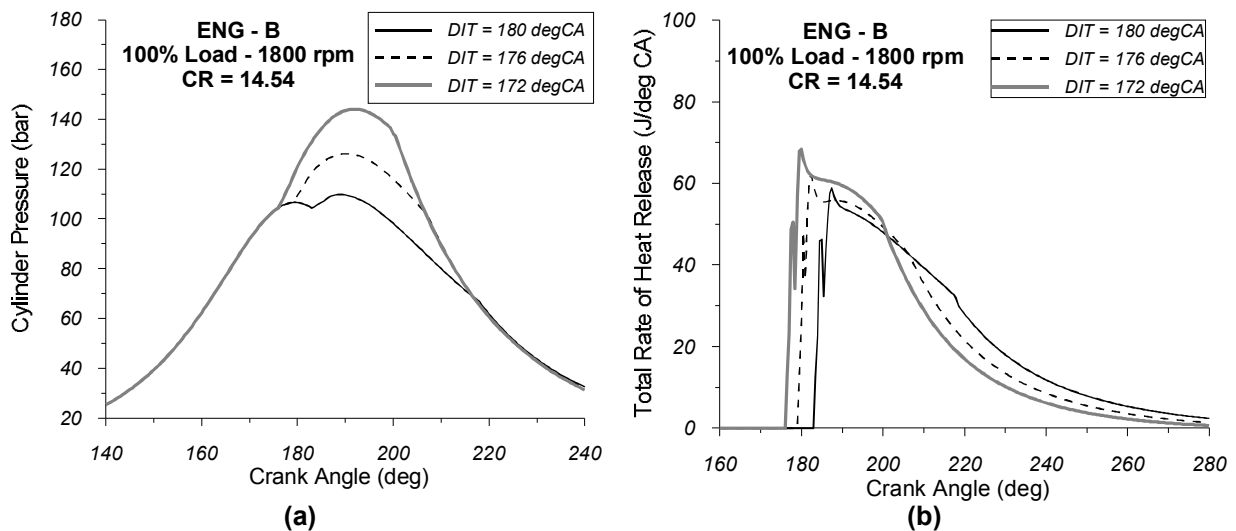 ENG - B
100% Load - 1800 rpm
CR = 14.54
DIT = 180 degCA
DIT = 176 degCA
DIT = 172 degCA
Cylinder Pressure (bar)
180
160
140
120
100
80
60
40
20
140 160 180 200 220 240
Crank Angle (deg)
(a)
ENG - B
100% Load - 1800 rpm
CR = 14.54
DIT = 180 degCA
DIT = 176 degCA
DIT = 172 degCA
Total Rate of Heat Release (J/deg CA)
100
80
60
40
20
0
160 180 200 220 240 260 280
Crank Angle (deg)
(b)